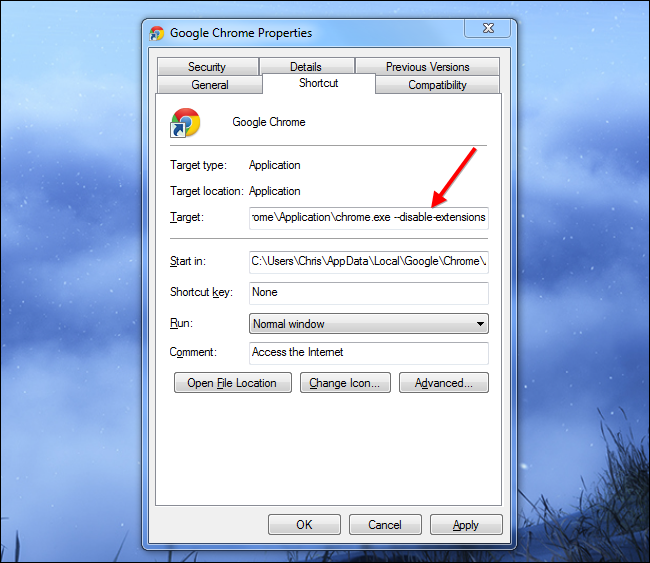 Google Chrome Properties
Security Details Previous Versions
General Shortcut Compatibility
Google Chrome
Target type: Application
Target location: Application
Target: ome\Application\chrome.exe --disable-extensions
Start in: C:\Users\Chris\AppData\Local\Google\Chrome\.
Shortcut key: None
Run: Normal window
Comment: Access the Internet
Open File Location Change Icon... Advanced...
OK Cancel Apply